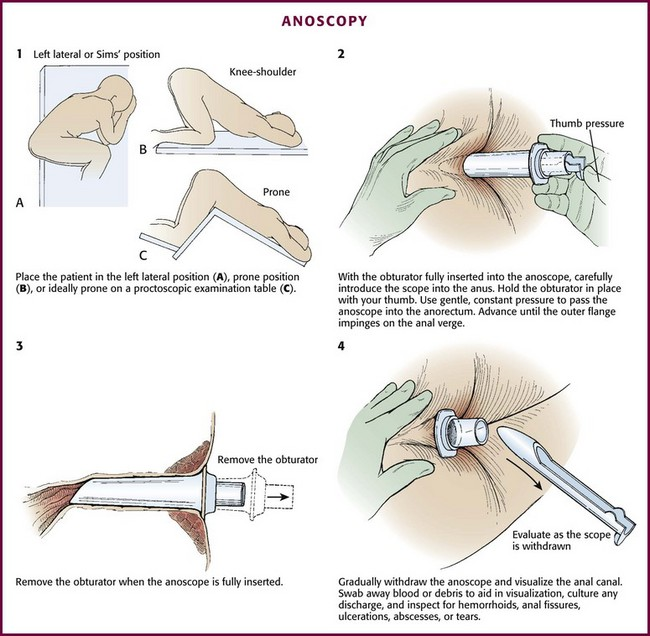 ANOSCOPY
1 Left lateral or Sims' position
A
Knee-shoulder
B
Prone
C
Place the patient in the left lateral position (A), prone position
(B), or ideally prone on a proctoscopic examination table (C).
2
Thumb pressure
With the obturator fully inserted into the anoscope, carefully
introduce the scope into the anus. Hold the obturator in place
with your thumb. Use gentle, constant pressure to pass the
anoscope into the anorectum. Advance until the outer flange
impinges on the anal verge.
3
Remove the obturator
Remove the obturator when the anoscope is fully inserted.
4
Evaluate as the scope
is withdrawn
Gradually withdraw the anoscope and visualize the anal canal.
Swab away blood or debris to aid in visualization, culture any
discharge, and inspect for hemorrhoids, anal fissures,
ulcerations, abscesses, or tears.